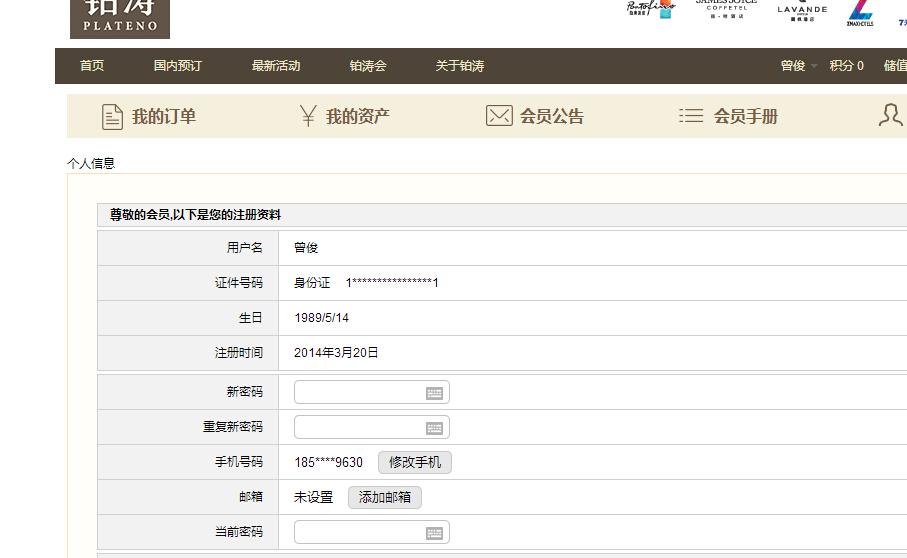 铂涛
PLATENO
Portofino
JAMES JOYCE
COFFETEL
LAVANDE
ZMAXHOTELS
首页 国内预订 最新活动 铂涛会 关于铂涛 曾俊 积分 0 储值
我的订单 我的资产 会员公告 会员手册
个人信息
尊敬的会员,以下是您的注册资料
用户名 曾俊
证件号码 身份证 1****************1
生日 1989/5/14
注册时间 2014年3月20日
新密码
重复新密码
手机号码 185****9630 修改手机
邮箱 未设置 添加邮箱
当前密码